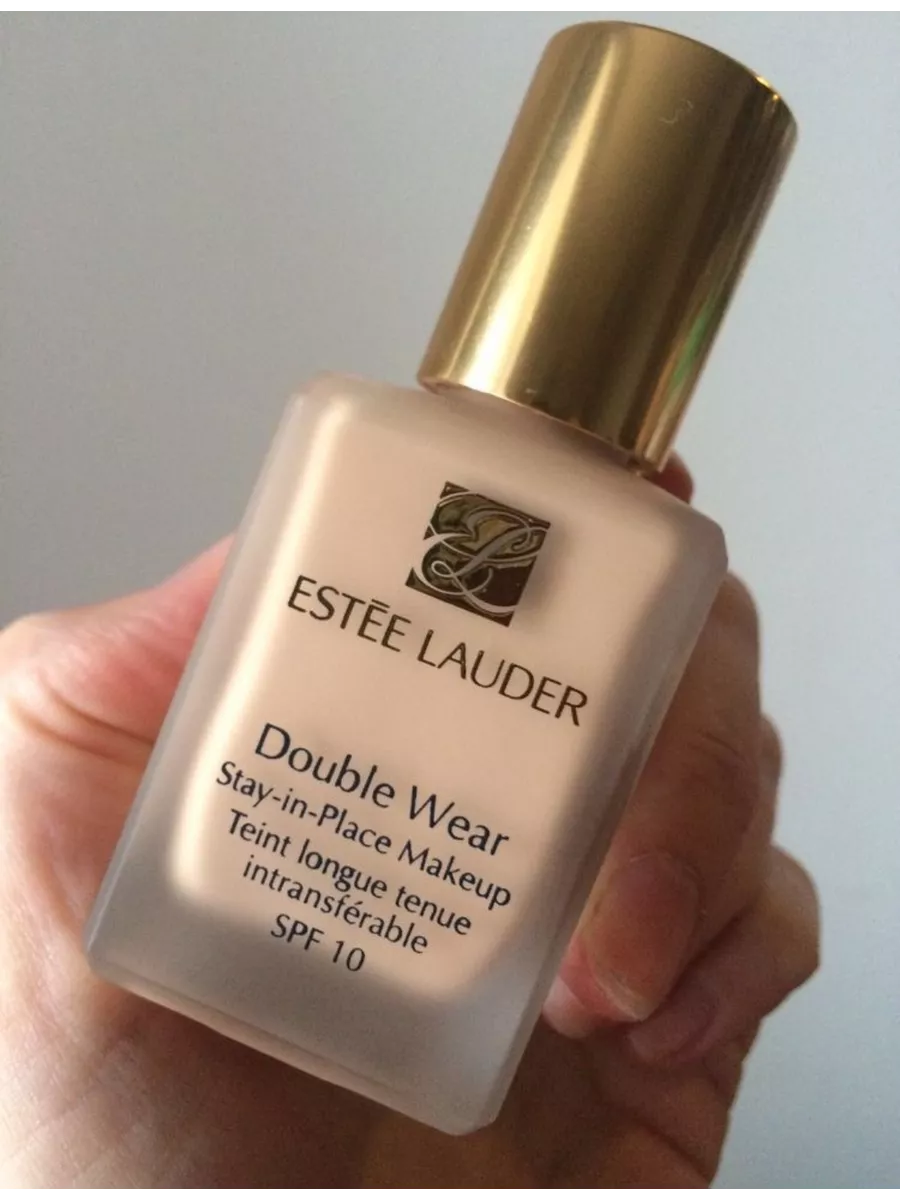 ESTĒE LAUDER
Double Wear
Stay-in-Place Makeup
Teint longue tenue
intransférable
SPF 10